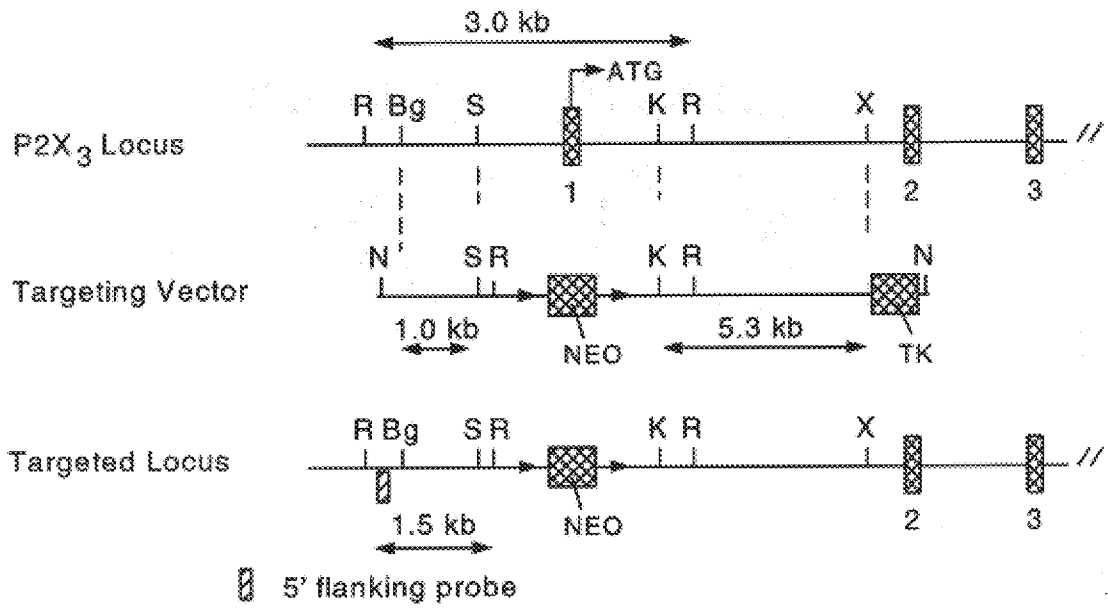 3.0 kb
ATG
R Bg S K R X
P2X3 Locus
1 2 3
N S R K R N
Targeting Vector
1.0 kb NEO 5.3 kb TK
R Bg S R K R X
Targeted Locus
1.5 kb NEO 2 3
5' flanking probe